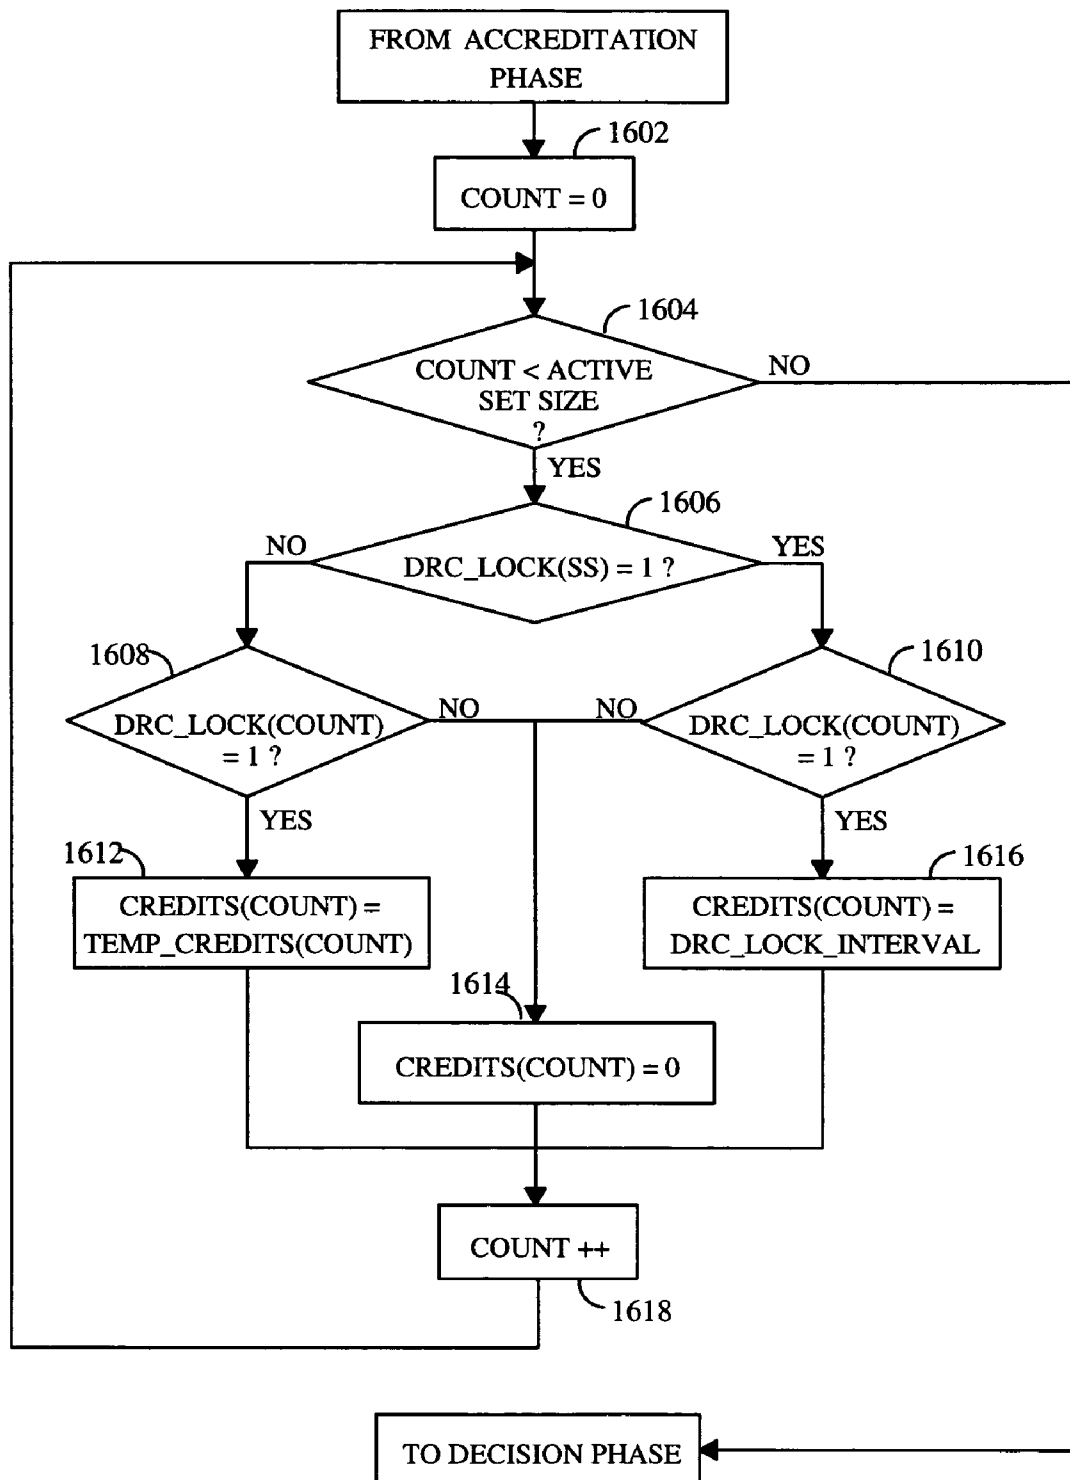 FROM ACCREDITATION
PHASE
1602
COUNT = 0
1604
COUNT < ACTIVE
SET SIZE
?
NO
YES
1606
NO
DRC_LOCK(SS) = 1 ?
YES
1608
1610
DRC_LOCK(COUNT)
= 1 ?
NO
NO
DRC_LOCK(COUNT)
= 1 ?
YES
YES
1612
1616
CREDITS(COUNT) =
TEMP_CREDITS(COUNT)
CREDITS(COUNT) =
DRC_LOCK_INTERVAL
1614
CREDITS(COUNT) = 0
COUNT ++
1618
TO DECISION PHASE